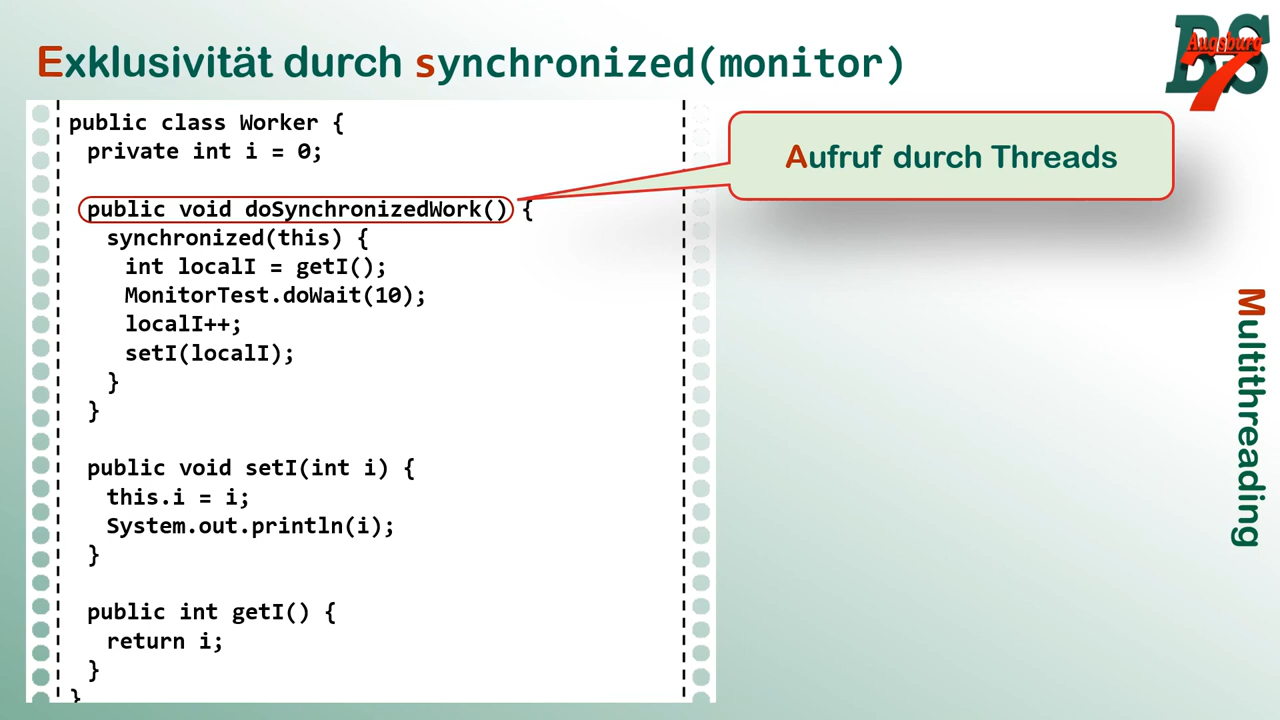 Exklusivität durch synchronized(monitor)
BS
Augsburg
7
public class Worker {
private int i = 0;
public void doSynchronizedWork() {
synchronized(this) {
int localI = getI();
MonitorTest.doWait(10);
localI++;
setI(localI);
}
}
public void setI(int i) {
this.i = i;
System.out.println(i);
}
public int getI() {
return i;
}
}
Aufruf durch Threads
Multithreading